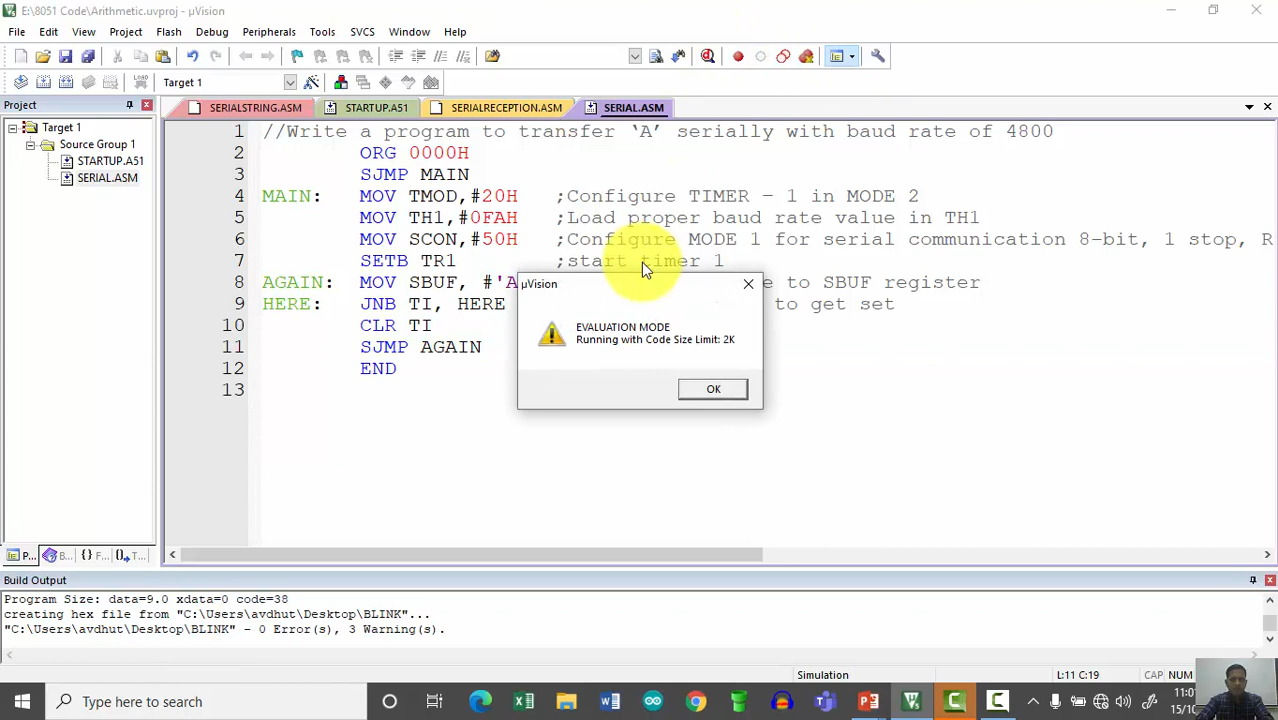 E:\8051 Code\Arithmetic.uvproj - µVision
File Edit View Project Flash Debug Peripherals Tools SVCS Window Help
LOAD Target 1
Project
SERIALSTRING.ASM STARTUP.A51 SERIALRECEPTION.ASM SERIAL.ASM
Target 1
Source Group 1
STARTUP.A51
SERIAL.ASM
1 //Write a program to transfer ‘A’ serially with baud rate of 4800
2 ORG 0000H
3 SJMP MAIN
4 MAIN: MOV TMOD,#20H ;Configure TIMER - 1 in MODE 2
5 MOV TH1,#0FAH ;Load proper baud rate value in TH1
6 MOV SCON,#50H ;Configure MODE 1 for serial communication 8-bit, 1 stop, R
7 SETB TR1 ;start timer 1
8 AGAIN: MOV SBUF, #'A to SBUF register
9 HERE: JNB TI, HERE to get set
10 CLR TI
11 SJMP AGAIN
12 END
13
µVision
EVALUATION MODE
Running with Code Size Limit: 2K
OK
P... B... {} F... T...
Build Output
Program Size: data=9.0 xdata=0 code=38
creating hex file from "C:\Users\avdhut\Desktop\BLINK"...
"C:\Users\avdhut\Desktop\BLINK" - 0 Error(s), 3 Warning(s).
Simulation L:11 C:19 CAP NUM
Type here to search
11:0
15/10